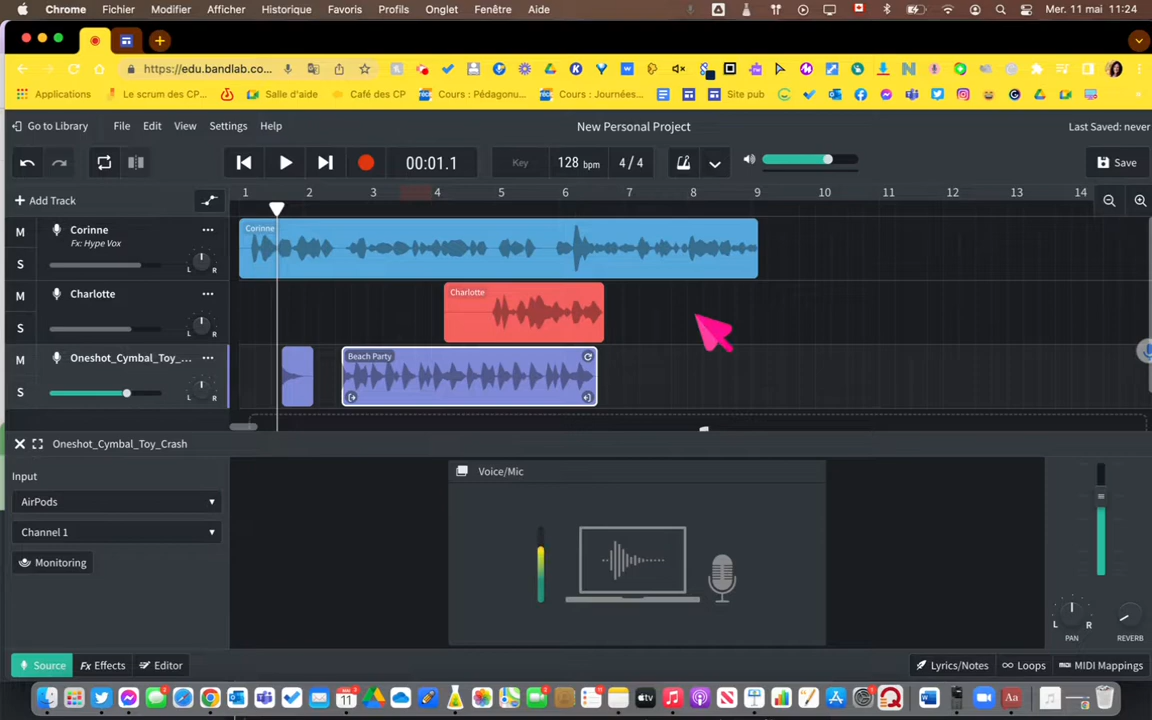 Chrome Fichier Modifier Afficher Historique Favoris Profils Onglet Fenêtre Aide Mer. 11 mai 11:24
https://edu.bandlab.co...
Applications Le scrum des CP... Salle d'aide Café des CP Cours : Pédagonu... Cours : Journées... Site pub
Go to Library File Edit View Settings Help New Personal Project Last Saved: never
00:01.1 Key 128 bpm 4/4 Save
Add Track 1 2 3 4 5 6 7 8 9 10 11 12 13 14
M Corinne Corinne
Fx: Hype Vox
S L R
M Charlotte Charlotte
S L R
M Oneshot_Cymbal_Toy_... Beach Party
S L R
Oneshot_Cymbal_Toy_Crash
Input Voice/Mic
AirPods
Channel 1
Monitoring
L R
PAN REVERB
Source Fx Effects Editor Lyrics/Notes Loops MIDI Mappings